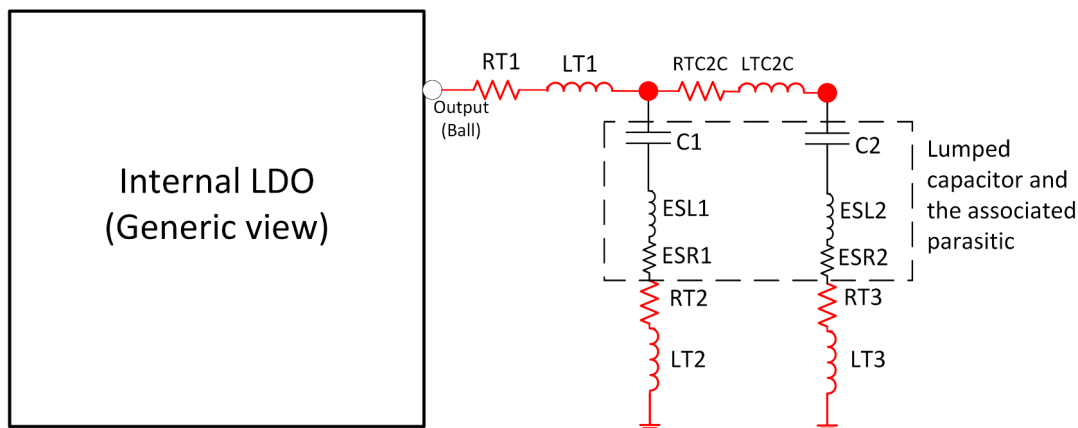 Internal LDO
(Generic view)
Output
(Ball)
RT1
LT1
RTC2C
LTC2C
C1
C2
ESL1
ESL2
ESR1
ESR2
RT2
RT3
LT2
LT3
Lumped
capacitor and
the associated
parasitic